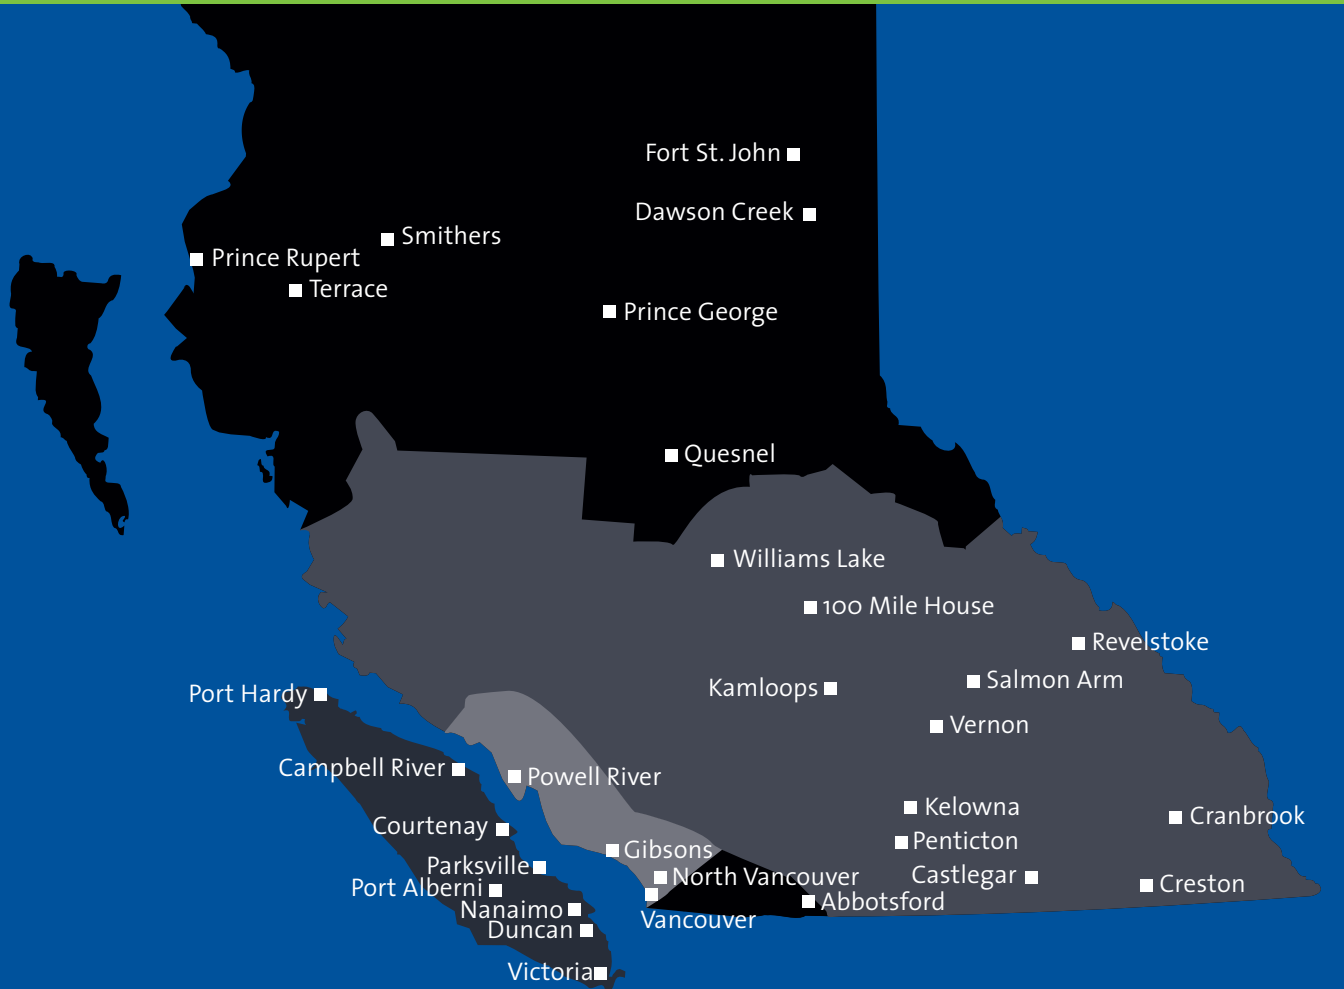 Fort St. John
Dawson Creek
Smithers
Prince Rupert
Terrace
Prince George
Quesnel
Williams Lake
100 Mile House
Revelstoke
Salmon Arm
Kamloops
Port Hardy
Vernon
Campbell River
Powell River
Kelowna
Cranbrook
Courtenay
Penticton
Gibsons
Parksville
North Vancouver
Castlegar
Creston
Port Alberni
Abbotsford
Nanaimo
Vancouver
Duncan
Victoria